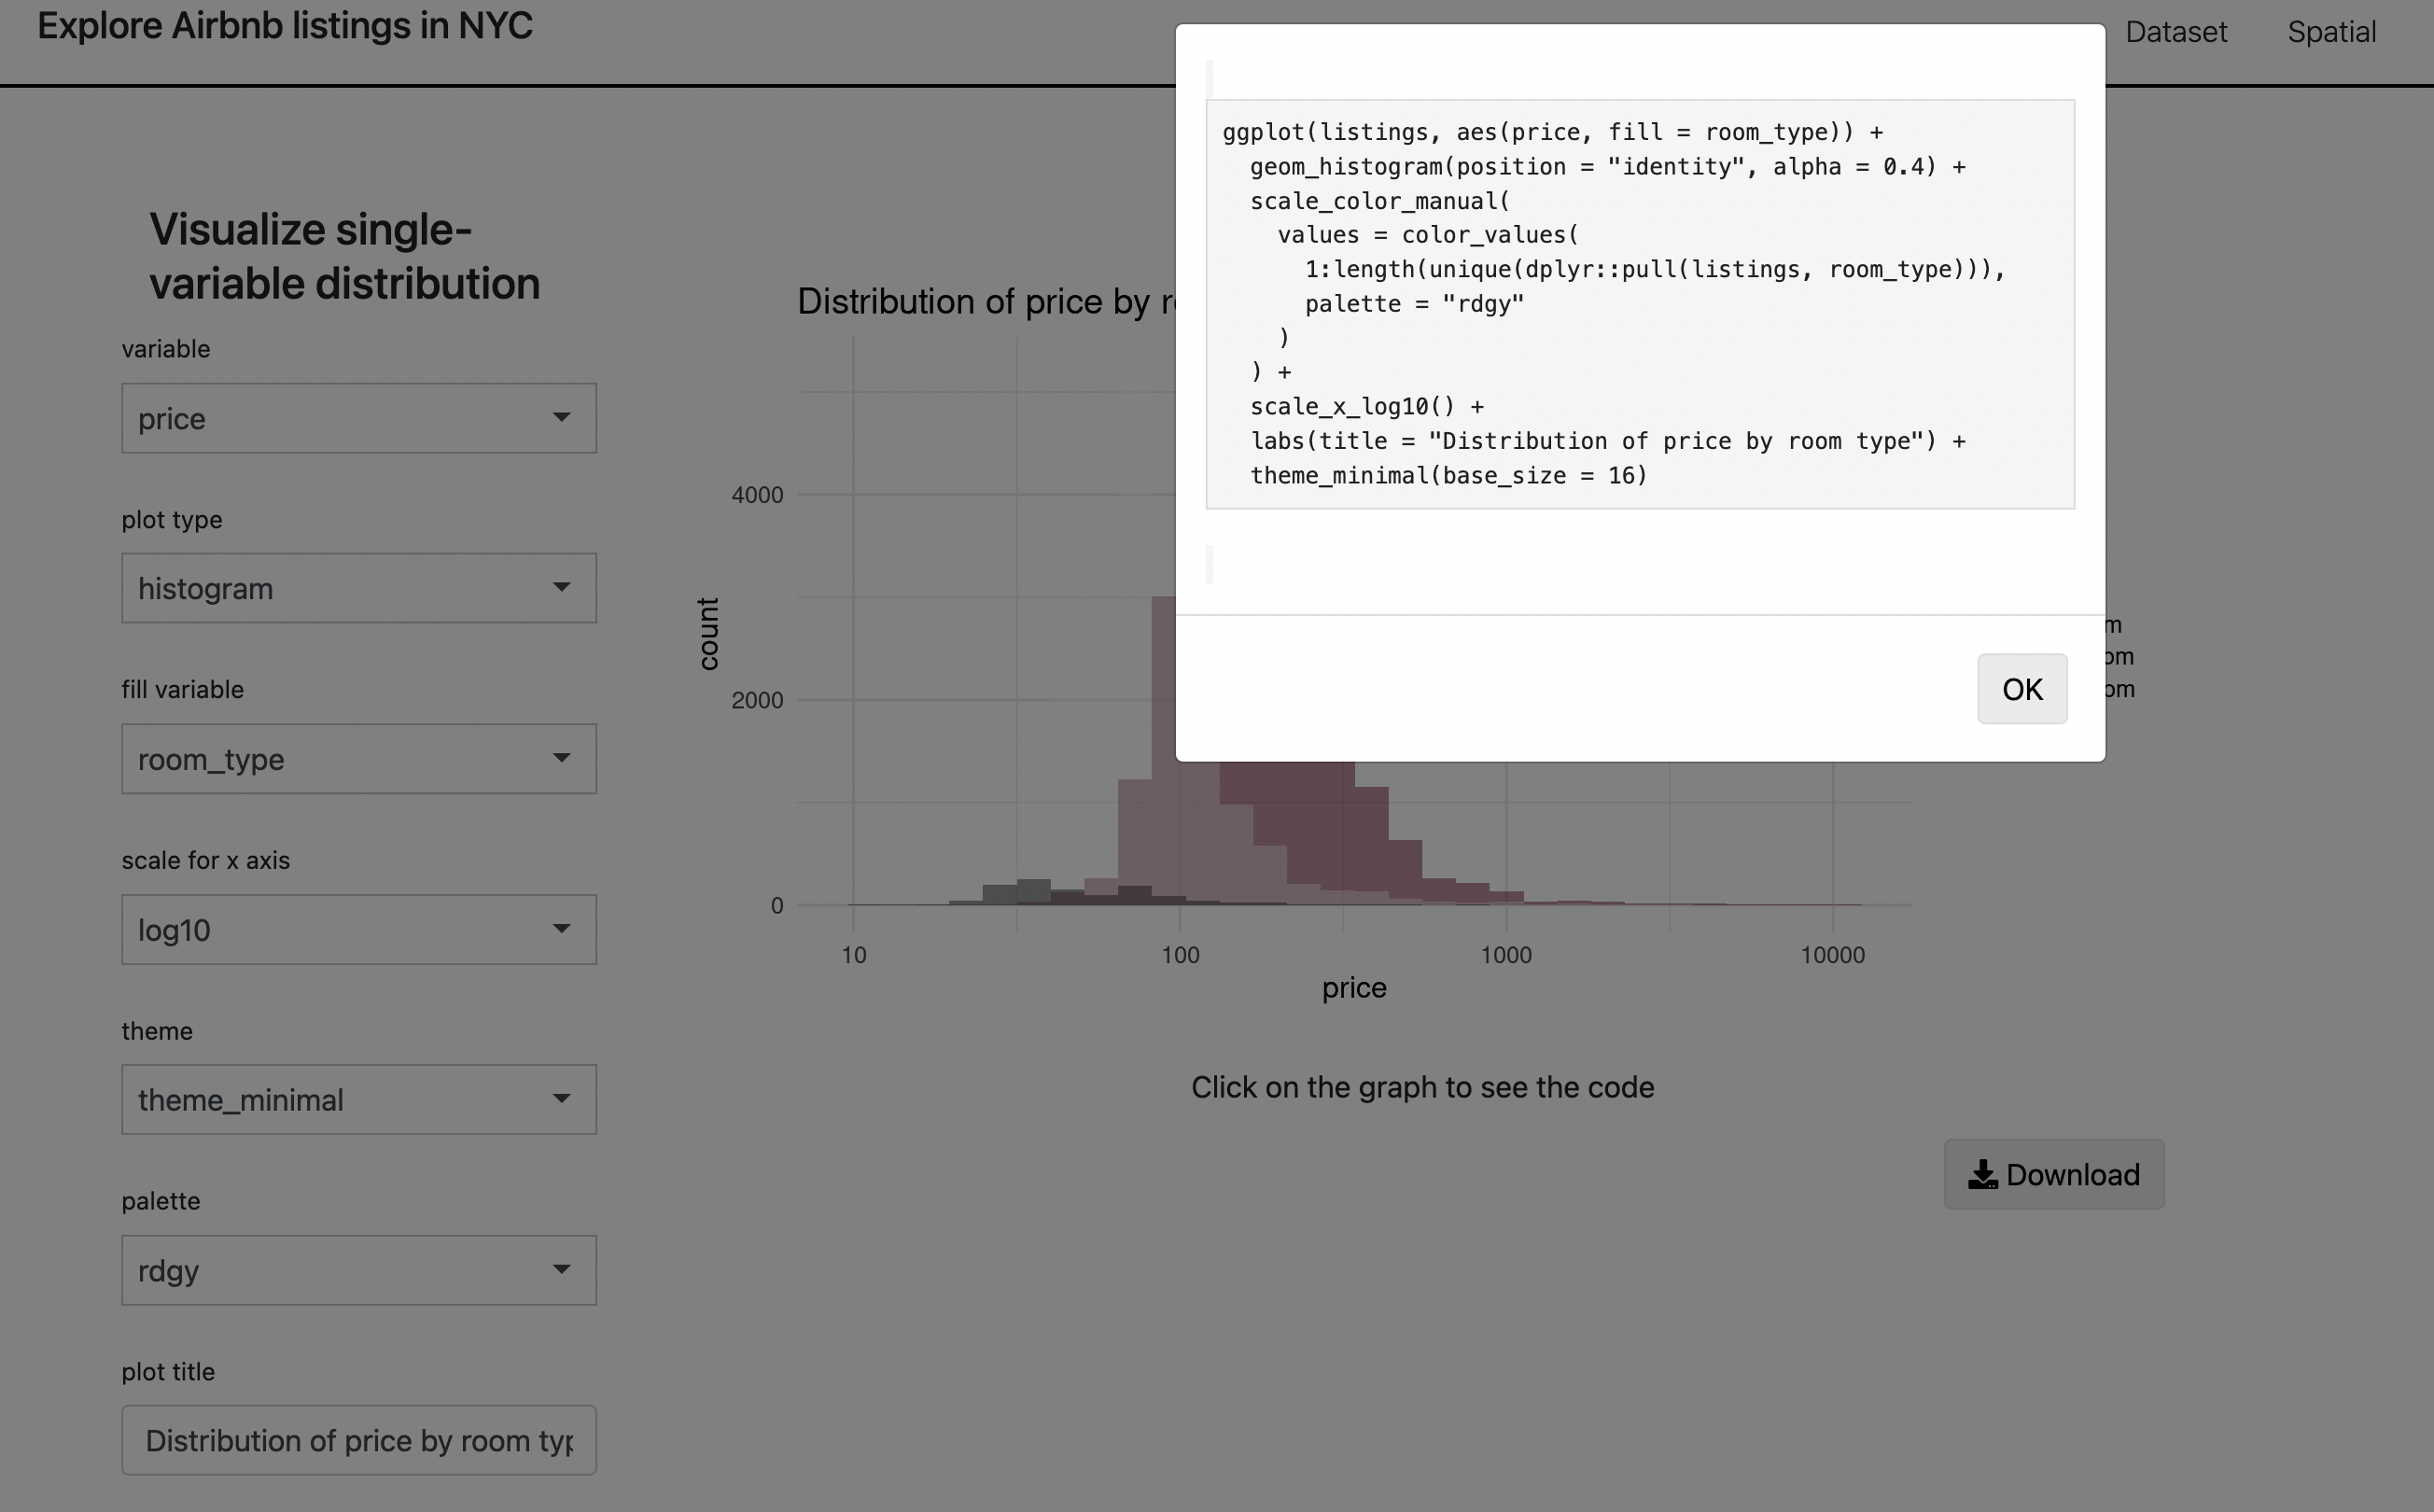 Explore Airbnb listings in NYC
Dataset
Spatial
Visualize single-
variable distribution
variable
price
plot type
histogram
fill variable
room_type
scale for x axis
log10
theme
theme_minimal
palette
rdgy
plot title
Distribution of price by room
Distribution of price by
4000
2000
0
count
10
100
1000
10000
price
Click on the graph to see the code
Download
ggplot(listings, aes(price, fill = room_type)) +
  geom_histogram(position = "identity", alpha = 0.4) +
  scale_color_manual(
    values = color_values(
      1:length(unique(dplyr::pull(listings, room_type))),
      palette = "rdgy"
    )
  ) +
  scale_x_log10() +
  labs(title = "Distribution of price by room type") +
  theme_minimal(base_size = 16)
OK